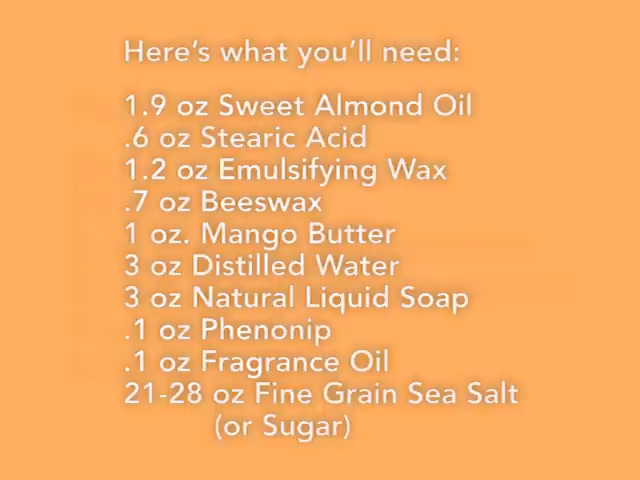 Here's what you'll need:
1.9 oz Sweet Almond Oil
.6 oz Stearic Acid
1.2 oz Emulsifying Wax
.7 oz Beeswax
1 oz. Mango Butter
3 oz Distilled Water
3 oz Natural Liquid Soap
.1 oz Phenonip
.1 oz Fragrance Oil
21-28 oz Fine Grain Sea Salt
(or Sugar)